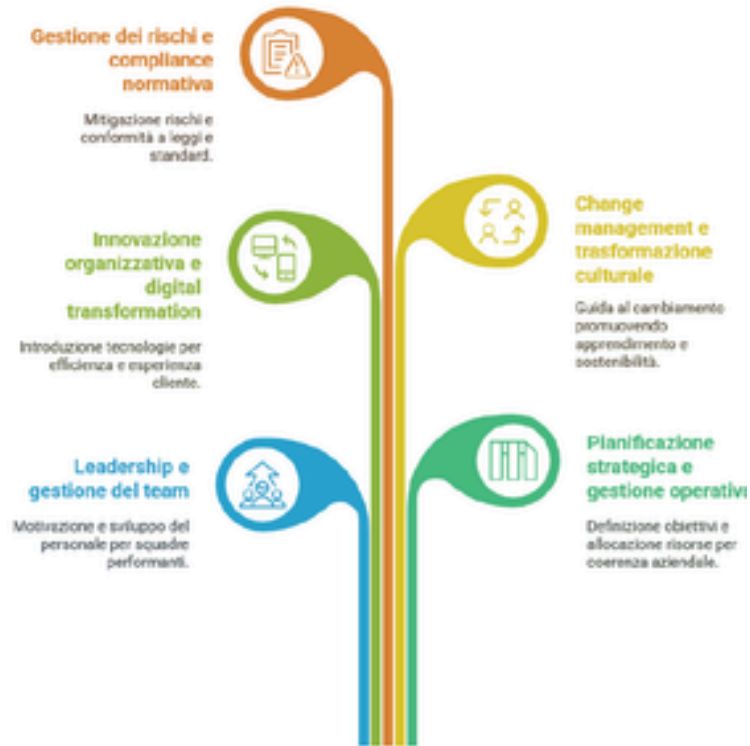 Gestione dei rischi e
compliance
normativa
Mitigazione rischi e
conformità a leggi e
standard.
Change
management e
trasformazione
culturale
Guida al cambiamento
promuovendo
apprendimento e
sostenibilità.
Innovazione
organizzativa e
digital
transformation
Introduzione tecnologie per
efficienza e esperienza
cliente.
Planificazione
strategica e
gestione operativa
Definizione obiettivi e
allocazione risorse per
coerenza aziendale.
Leadership e
gestione del team
Motivazione e sviluppo del
personale per squadre
performanti.